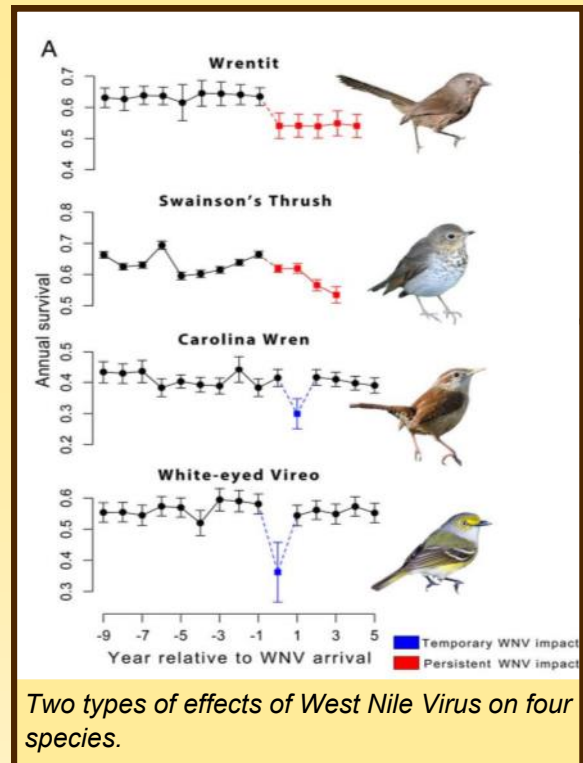 A
Wrentit
0.7
0.6
0.5
0.4
Swainson's Thrush
0.8
0.7
0.6
0.5
Annual survival
Carolina Wren
0.5
0.4
0.3
0.2
White-eyed Vireo
0.6
0.5
0.4
0.3
-9 -7 -5 -3 -1 1 3 5
Year relative to WNV arrival
Temporary WNV impact
Persistent WNV impact
Two types of effects of West Nile Virus on four
species.